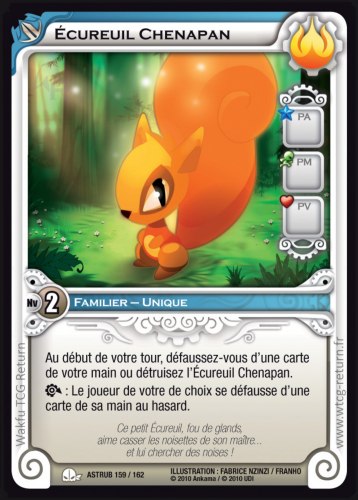 ÉCUREUIL CHENAPAN
PA
PM
PV
Nv 2
FAMILIER – UNIQUE
Au début de votre tour, défaussez-vous d'une carte
de votre main ou détruisez l'Écureuil Chenapan.
: Le joueur de votre choix se défausse d'une
carte de sa main au hasard.
Ce petit Écureuil, fou de glands,
aime casser les noisettes de son maître...
et lui chercher des noises !
ASTRUB 159 / 162
ILLUSTRATION : FABRICE NZINZI / FRANHO
© 2010 Ankama / © 2010 UDI
Wakfu TCG Return
www.wtcg-return.fr